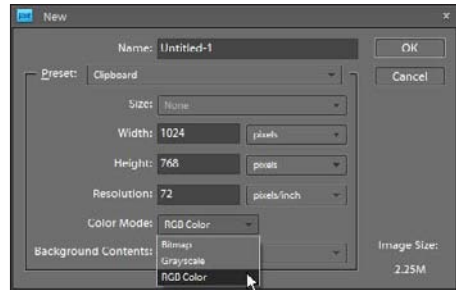 New x
Name: Untitled-1 OK
Preset: Clipboard Cancel
Size: None
Width: 1024 pixels
Height: 768 pixels
Resolution: 72 pixels/inch
Color Mode: RGB Color
Bitmap
Background Contents: Image Size:
Grayscale
RGB Color 2.25M